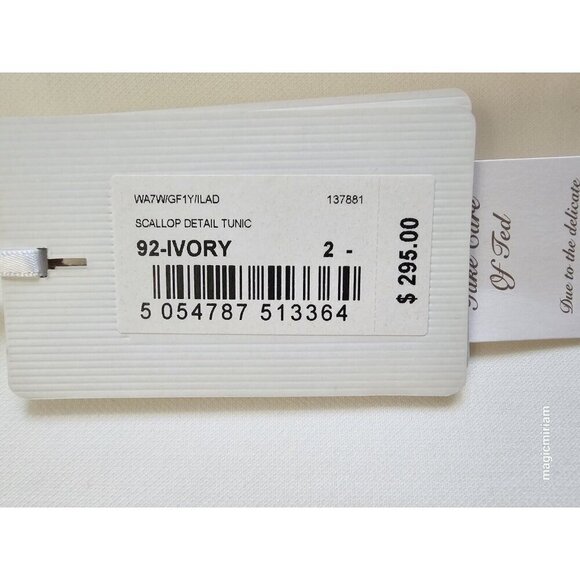 WA7W/GF1Y/ILAD 137881
SCALLOP DETAIL TUNIC
92-IVORY 2 -
5 054787 513364
$ 295.00
Take Care
Of Ted
Due to the delicate
magicmiriam